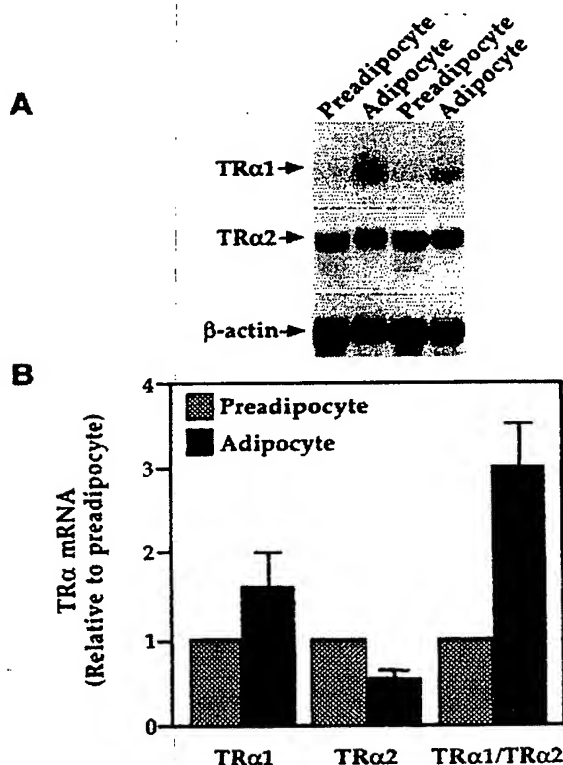 A
Preadipocyte
Adipocyte
Preadipocyte
Adipocyte
TRα1
TRα2
β-actin
B
TRα mRNA
(Relative to preadipocyte)
4
3
2
1
0
Preadipocyte
Adipocyte
TRα1 TRα2 TRα1/TRα2